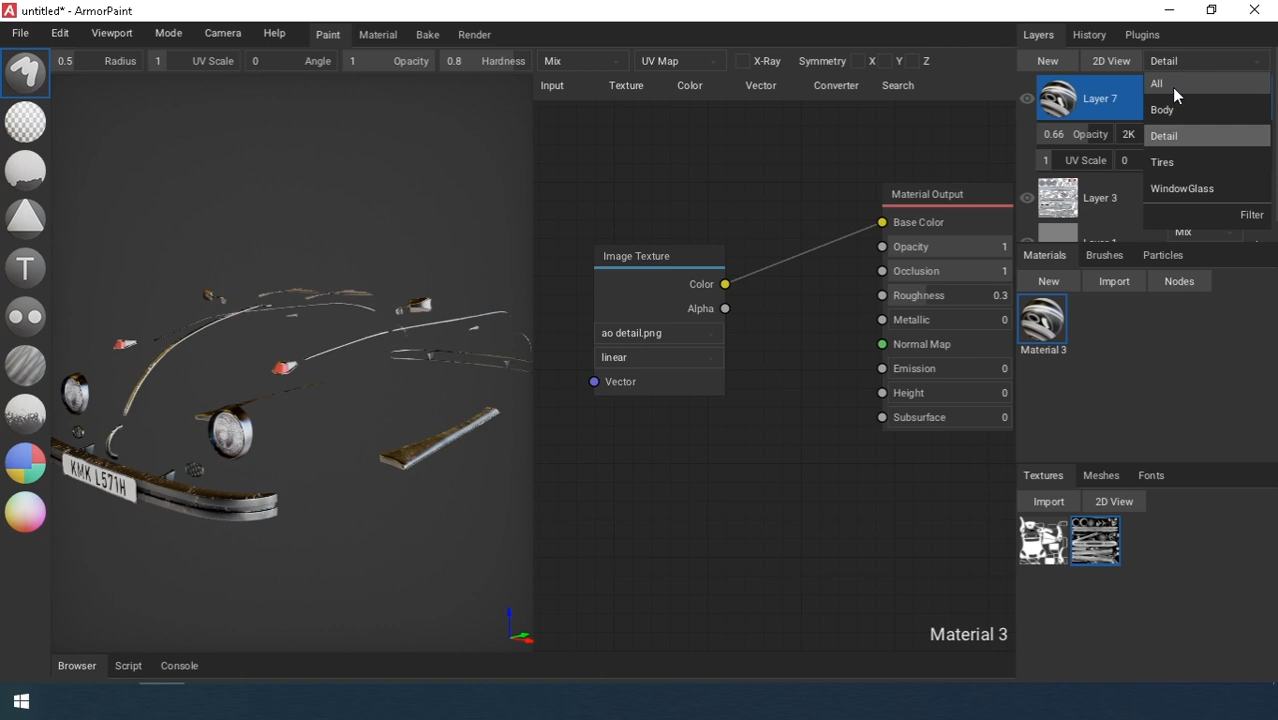 untitled* - ArmorPaint
File Edit Viewport Mode Camera Help Paint Material Bake Render Layers History Plugins
0.5 Radius 1 UV Scale 0 Angle 1 Opacity 0.8 Hardness Mix UV Map X-Ray Symmetry X Y Z New 2D View Detail
Input Texture Color Vector Converter Search
All
Layer 7
Body
0.66 Opacity 2K
Detail
1 UV Scale 0
Tires
WindowGlass
Layer 3
Filter
Mix
Material Output
Base Color
Opacity 1
Occlusion 1
Roughness 0.3
Metallic 0
Normal Map
Emission 0
Height 0
Subsurface 0
Image Texture
Color
Alpha
ao detail.png
linear
Vector
Materials Brushes Particles
New Import Nodes
Material 3
Textures Meshes Fonts
Import 2D View
KMK L571H
Material 3
Browser Script Console